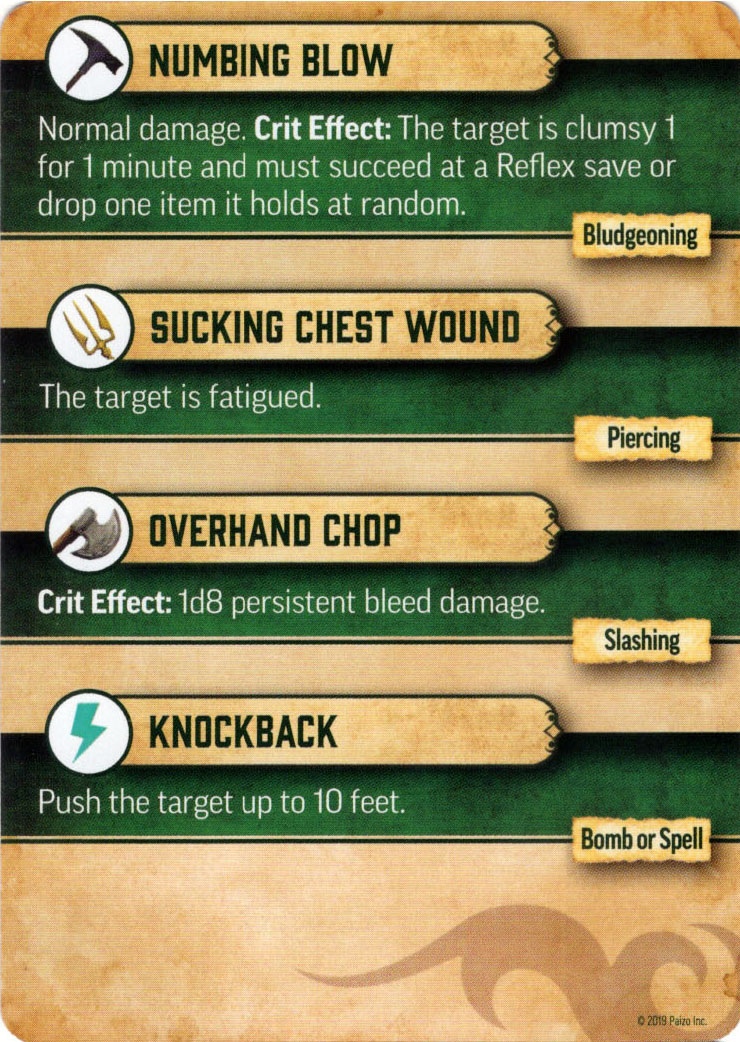 NUMBING BLOW
Normal damage. Crit Effect: The target is clumsy 1
for 1 minute and must succeed at a Reflex save or
drop one item it holds at random.
Bludgeoning
SUCKING CHEST WOUND
The target is fatigued.
Piercing
OVERHAND CHOP
Crit Effect: 1d8 persistent bleed damage.
Slashing
KNOCKBACK
Push the target up to 10 feet.
Bomb or Spell
© 2019 Paizo Inc.